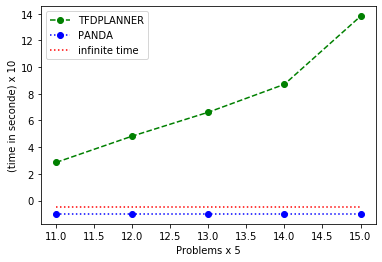 TFDPLANNER
PANDA
infinite time
(time in seconde) x 10
14
12
10
8
6
4
2
0
11.0 11.5 12.0 12.5 13.0 13.5 14.0 14.5 15.0
Problems x 5